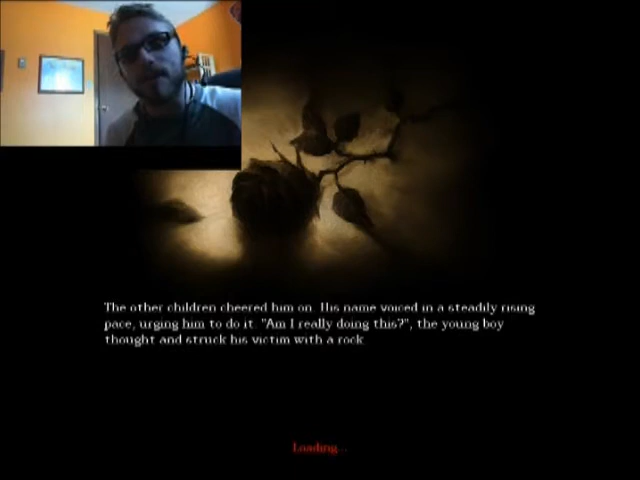 The other children cheered him on. His name voiced in a steadily rising
pace, urging him to do it. "Am I really doing this?", the young boy
thought and struck his victim with a rock.
Loading...